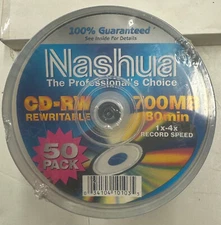 100% Guaranteed
See Inside For Details
Nashua
The Professional's Choice
CD-RW 700MB
REWRITABLE 80min
1x-4x
RECORD SPEED
50
PACK